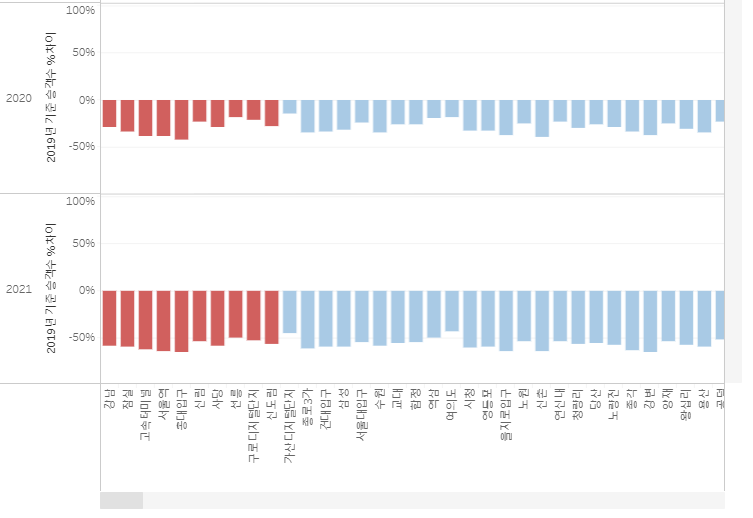 100%
50%
0%
-50%
2020
2019년 기준 승객수 %차이
100%
50%
0%
-50%
2021
2019년 기준 승객수 %차이
강남
잠실
고속터미널
서울역
홍대입구
신림
사당
선릉
구로디지털단지
신도림
가산디지털단지
종로3가
건대입구
삼성
서울대입구
수원
교대
합정
역삼
여의도
시청
영등포
을지로입구
노원
신촌
연신내
청량리
당산
노량진
종각
강변
양재
왕십리
용산